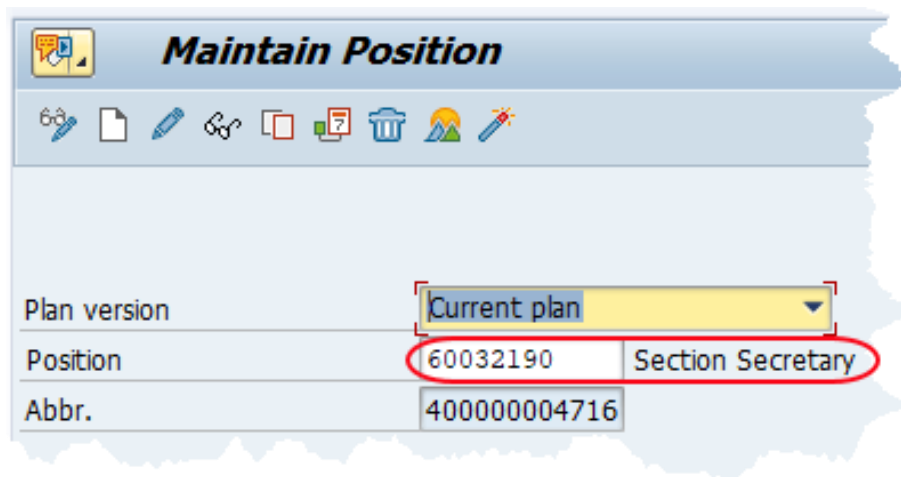 Maintain Position
Plan version Current plan
Position 60032190 Section Secretary
Abbr. 400000004716